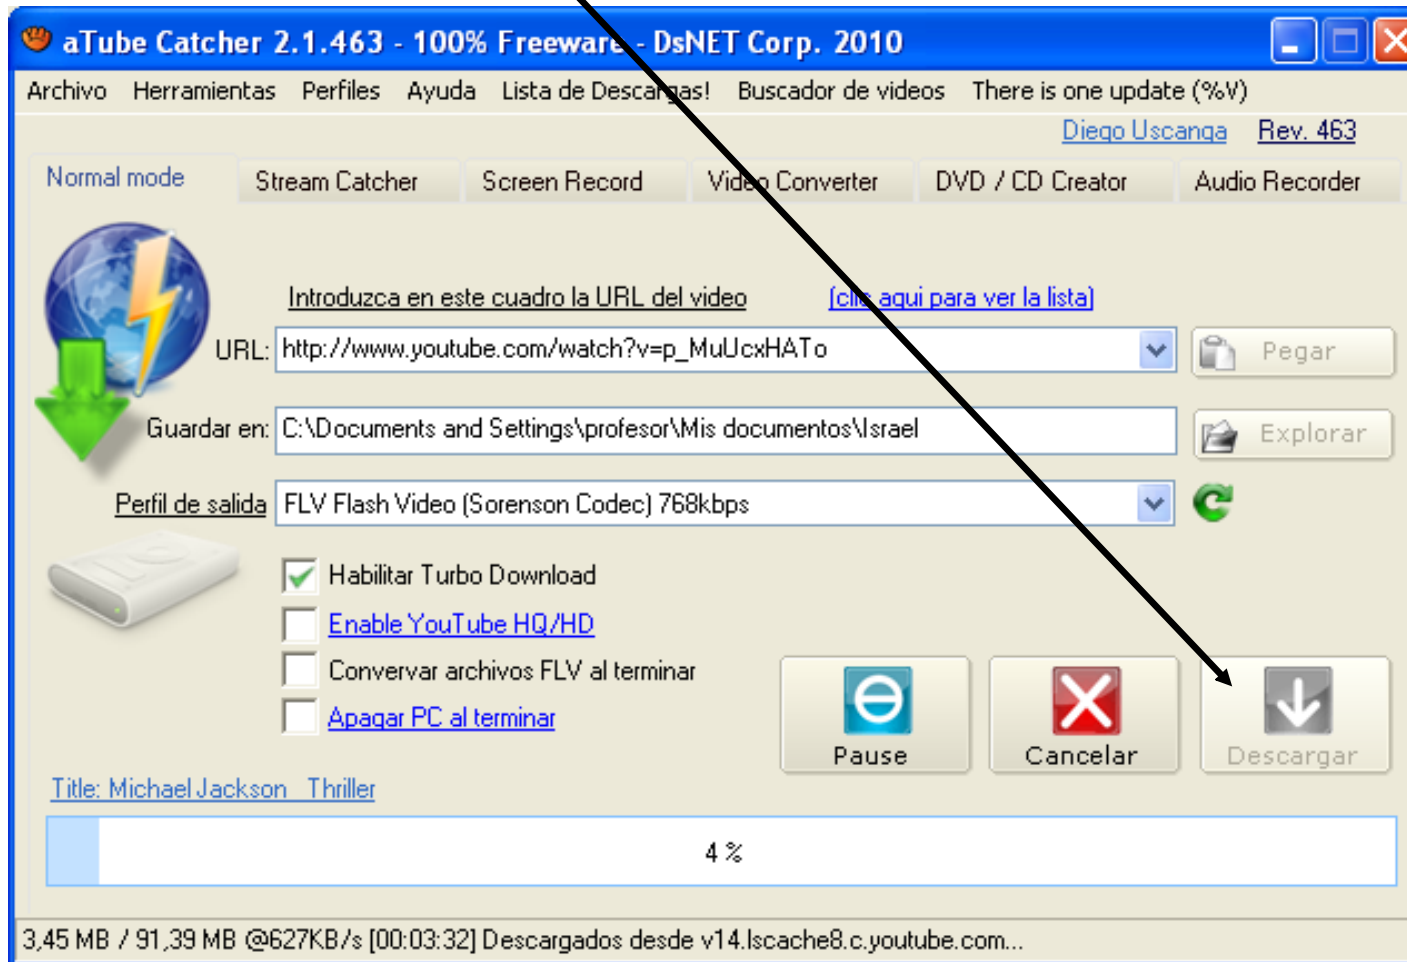 aTube Catcher 2.1.463 - 100% Freeware - DsNET Corp. 2010
Archivo Herramientas Perfiles Ayuda Lista de Descargas! Buscador de videos There is one update (%V)
Diego Uscanga Rev. 463
Normal mode Stream Catcher Screen Record Video Converter DVD / CD Creator Audio Recorder
Introduzca en este cuadro la URL del video (clic aqui para ver la lista)
URL: http://www.youtube.com/watch?v=p_MuUcxHATo Pegar
Guardar en: C:\Documents and Settings\profesor\Mis documentos\Israel Explorar
Perfil de salida FLV Flash Video (Sorenson Codec) 768kbps
Habilitar Turbo Download
Enable YouTube HQ/HD
Convervar archivos FLV al terminar
Apagar PC al terminar
Pause Cancelar Descargar
Title: Michael Jackson Thriller
4 %
3,45 MB / 91,39 MB @627KB/s [00:03:32] Descargados desde v14.lscache8.c.youtube.com...